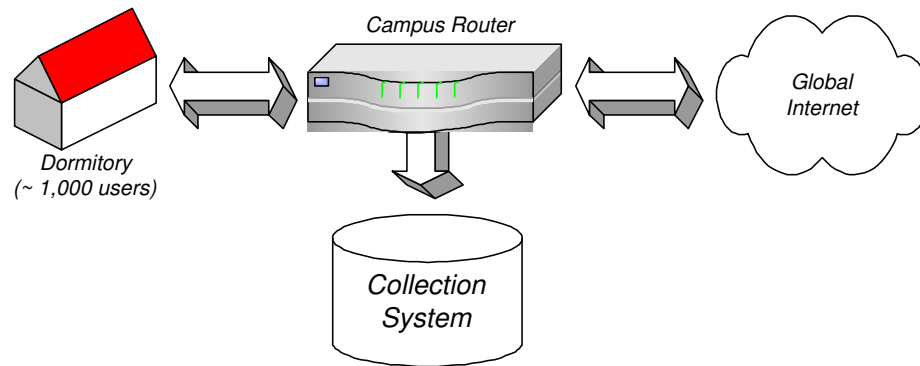 Campus Router
Dormitory
(~ 1,000 users)
Global
Internet
Collection
System